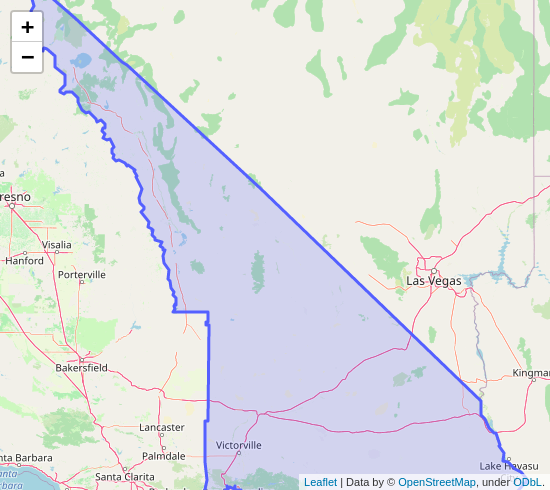 +
−
a
resno
Visalia
Hanford
Porterville
Las Vegas
Bakersfield
Kingman
Lancaster
Palmdale
Victorville
nta Barbara
Santa Clarita
Lake Havasu
Leaflet | Data by © OpenStreetMap, under ODbL.